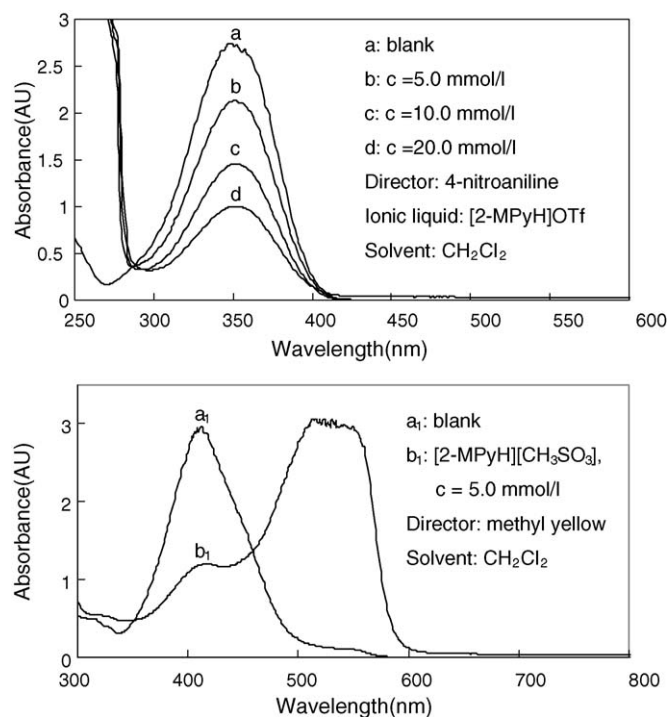 3
2.5
2
1.5
1
0.5
0
Absorbance(AU)
a
b
c
d
a: blank
b: c =5.0 mmol/l
c: c =10.0 mmol/l
d: c =20.0 mmol/l
Director: 4-nitroaniline
Ionic liquid: [2-MPyH]OTf
Solvent: CH₂Cl₂
250 300 350 400 450 500 550 600
Wavelength(nm)
3
2
1
0
Absorbance(AU)
a₁
b₁
a₁: blank
b₁: [2-MPyH][CH₃SO₃],
c = 5.0 mmol/l
Director: methyl yellow
Solvent: CH₂Cl₂
300 400 500 600 700 800
Wavelength(nm)